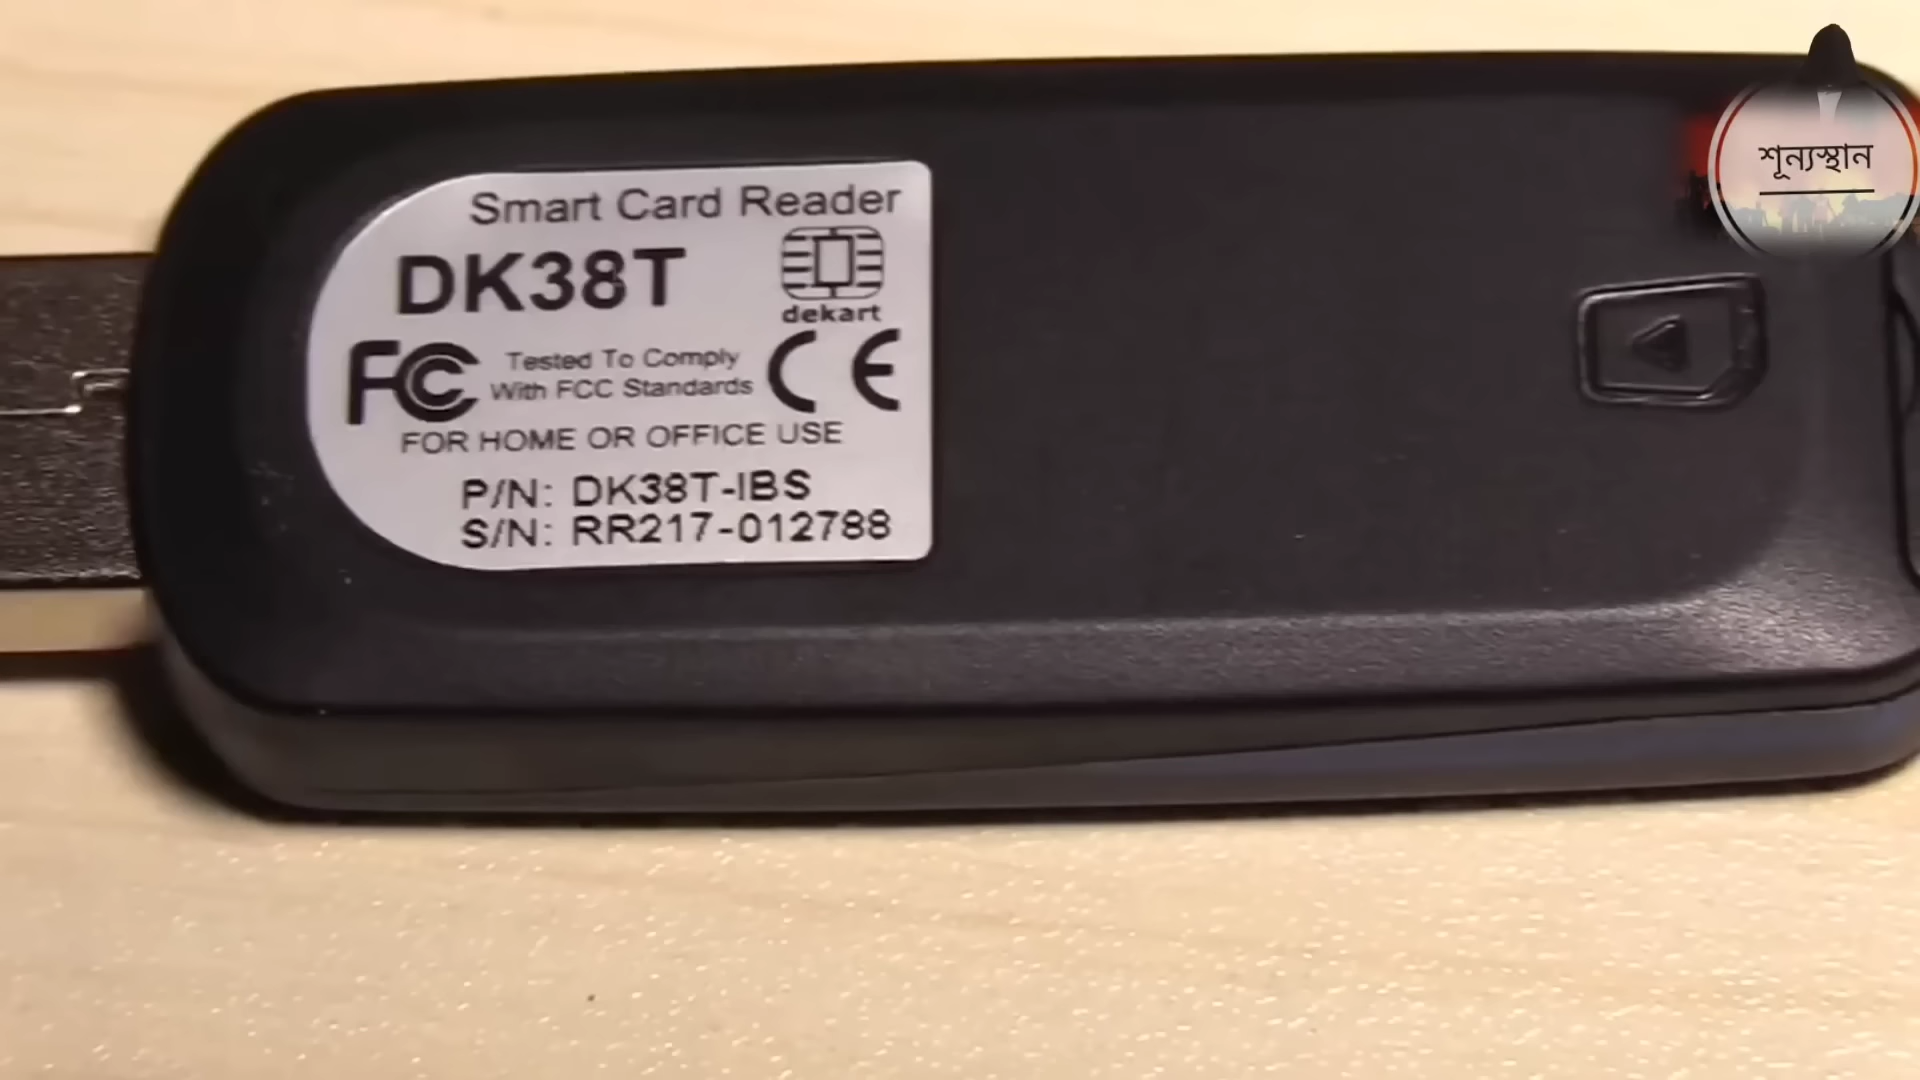 Smart Card Reader
DK38T
dekart
FC Tested To Comply
With FCC Standards CE
FOR HOME OR OFFICE USE
P/N: DK38T-IBS
S/N: RR217-012788
শূন্যস্থান